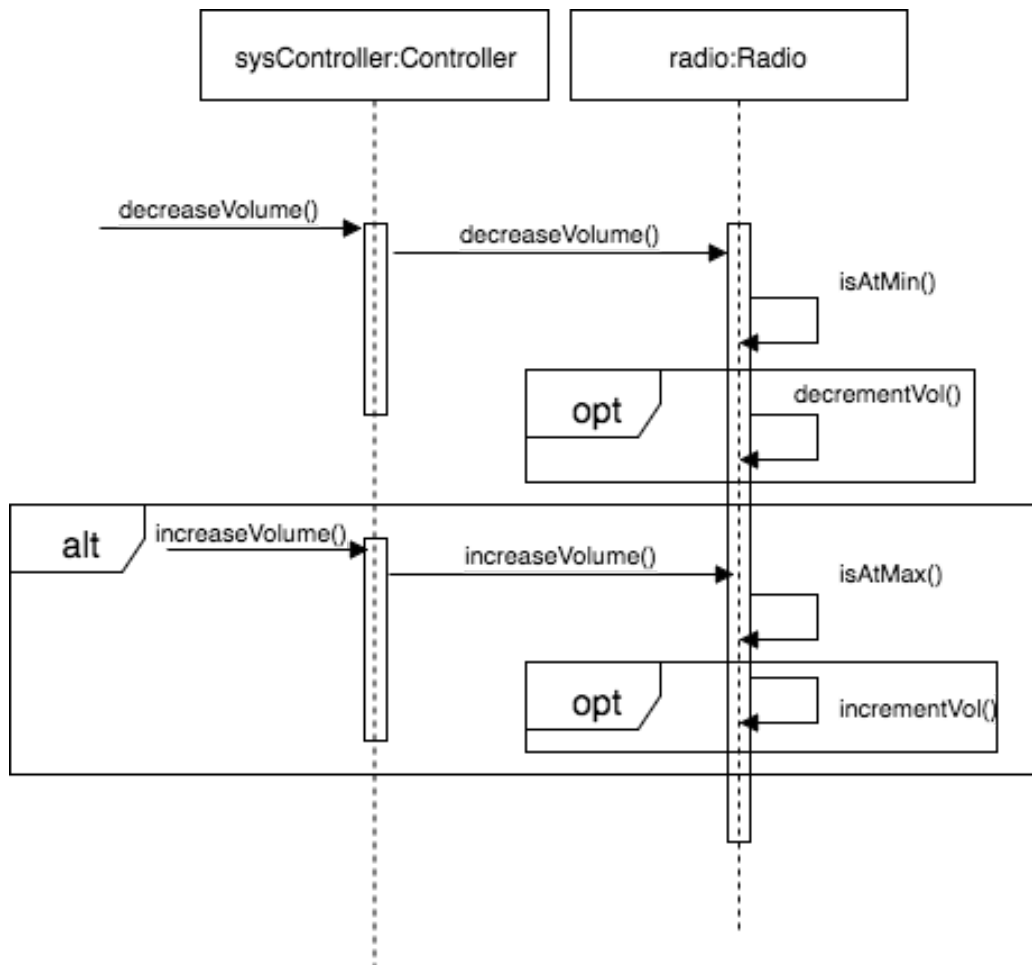 sysController:Controller
radio:Radio
decreaseVolume()
decreaseVolume()
isAtMin()
opt
decrementVol()
alt
increaseVolume()
increaseVolume()
isAtMax()
opt
incrementVol()